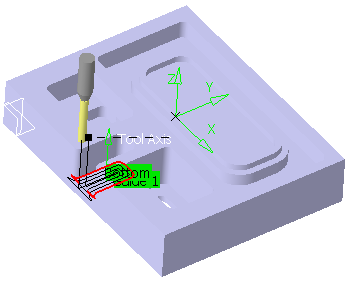 Z
Y
X
Tool Axis
Bottom
Guide 1